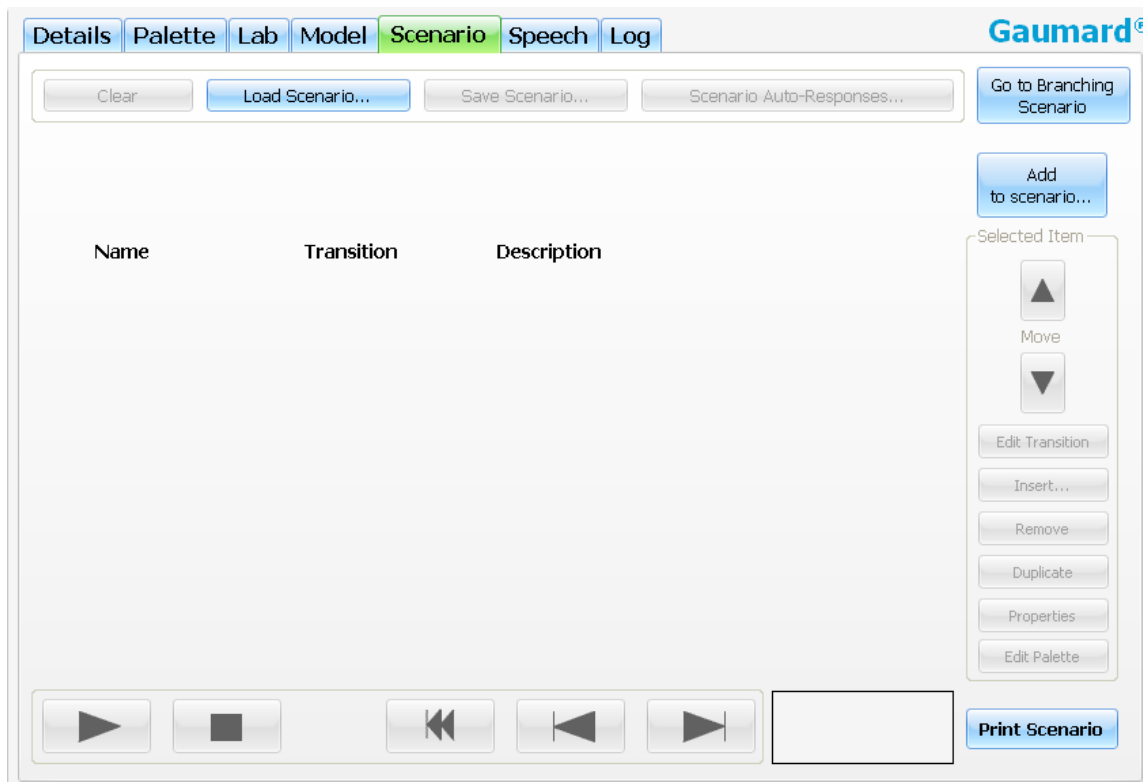 Details Palette Lab Model Scenario Speech Log
Gaumard®
Clear Load Scenario... Save Scenario... Scenario Auto-Responses...
Go to Branching
Scenario
Add
to scenario...
Name Transition Description
Selected Item
Move
Edit Transition
Insert...
Remove
Duplicate
Properties
Edit Palette
Print Scenario